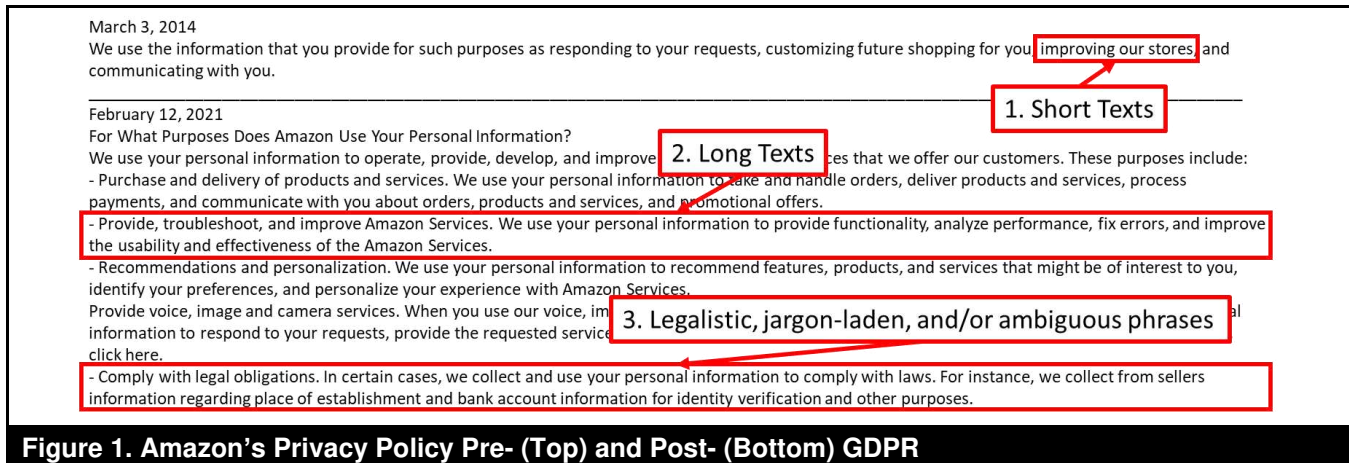 March 3, 2014
We use the information that you provide for such purposes as responding to your requests, customizing future shopping for you, improving our stores, and
communicating with you.
1. Short Texts
February 12, 2021
For What Purposes Does Amazon Use Your Personal Information?
2. Long Texts
We use your personal information to operate, provide, develop, and improve that we offer our customers. These purposes include:
- Purchase and delivery of products and services. We use your personal information to take and handle orders, deliver products and services, process
payments, and communicate with you about orders, products and services, and promotional offers.
- Provide, troubleshoot, and improve Amazon Services. We use your personal information to provide functionality, analyze performance, fix errors, and improve
the usability and effectiveness of the Amazon Services.
- Recommendations and personalization. We use your personal information to recommend features, products, and services that might be of interest to you,
identify your preferences, and personalize your experience with Amazon Services.
Provide voice, image and camera services. When you use our voice,
3. Legalistic, jargon-laden, and/or ambiguous phrases
information to respond to your requests, provide the requested
click here.
- Comply with legal obligations. In certain cases, we collect and use your personal information to comply with laws. For instance, we collect from sellers
information regarding place of establishment and bank account information for identity verification and other purposes.
Figure 1. Amazon's Privacy Policy Pre- (Top) and Post- (Bottom) GDPR